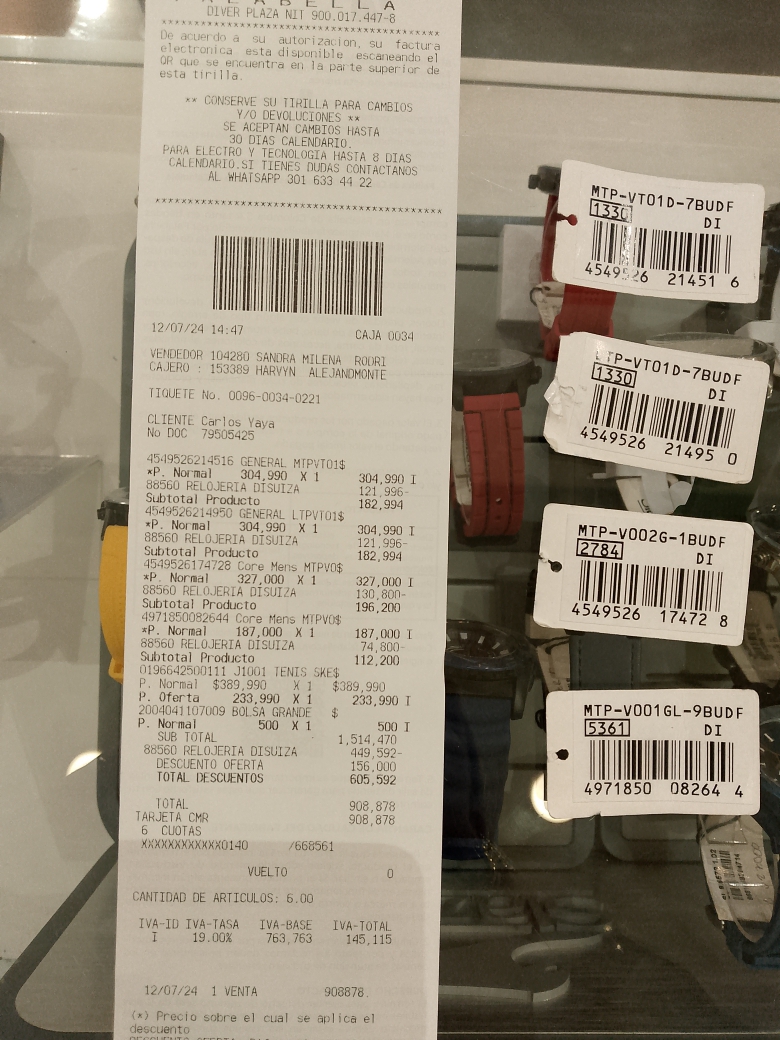 DIVER PLAZA NIT 900.017.447-8
****************************************
De acuerdo a su autorizacion, su factura
electronica esta disponible escaneando el
QR que se encuentra en la parte superior de
esta tirilla.
** CONSERVE SU TIRILLA PARA CAMBIOS
Y/O DEVOLUCIONES **
SE ACEPTAN CAMBIOS HASTA
30 DIAS CALENDARIO.
PARA ELECTRO Y TECNOLOGIA HASTA 8 DIAS
CALENDARIO.SI TIENES DUDAS CONTACTANOS
AL WHATSAPP 301 633 44 22
****************************************
12/07/24 14:47 CAJA 0034
VENDEDOR 104280 SANDRA MILENA RODRI
CAJERO : 153389 HARVYN ALEJANDMONTE
TIQUETE No. 0096-0034-0221
CLIENTE Carlos Yaya
No DOC 79505425
4549526214516 GENERAL MTPVT01$
*P. Normal 304,990 X 1 304,990 I
88560 RELOJERIA DISUIZA 121,996-
Subtotal Producto 182,994
4549526214950 GENERAL LTPVT01$
*P. Normal 304,990 X 1 304,990 I
88560 RELOJERIA DISUIZA 121,996-
Subtotal Producto 182,994
4549526174728 Core Mens MTPV0$
*P. Normal 327,000 X 1 327,000 I
88560 RELOJERIA DISUIZA 130,800-
Subtotal Producto 196,200
4971850082644 Core Mens MTPV0$
*P. Normal 187,000 X 1 187,000 I
88560 RELOJERIA DISUIZA 74,800-
Subtotal Producto 112,200
0196642500111 J1001 TENIS SKE$
P. Normal $389,990 X 1 $389,990
P. Oferta 233,990 X 1 233,990 I
2004041107009 BOLSA GRANDE $
P. Normal 500 X 1 500 I
SUB TOTAL 1,514,470
88560 RELOJERIA DISUIZA 449,592-
DESCUENTO OFERTA 156,000
TOTAL DESCUENTOS 605,592
TOTAL 908,878
TARJETA CMR 908,878
6 CUOTAS
XXXXXXXXXXXX0140 /668561
VUELTO 0
CANTIDAD DE ARTICULOS: 6.00
IVA-ID IVA-TASA IVA-BASE IVA-TOTAL
I 19.00% 763,763 145,115
12/07/24 1 VENTA 908878.
(*) Precio sobre el cual se aplica el
descuento
MTP-VT01D-7BUDF
1330 DI
4549526 21451 6
MTP-VT01D-7BUDF
1330 DI
4549526 21495 0
MTP-V002G-1BUDF
2784 DI
4549526 17472 8
MTP-V001GL-9BUDF
5361 DI
4971850 08264 4